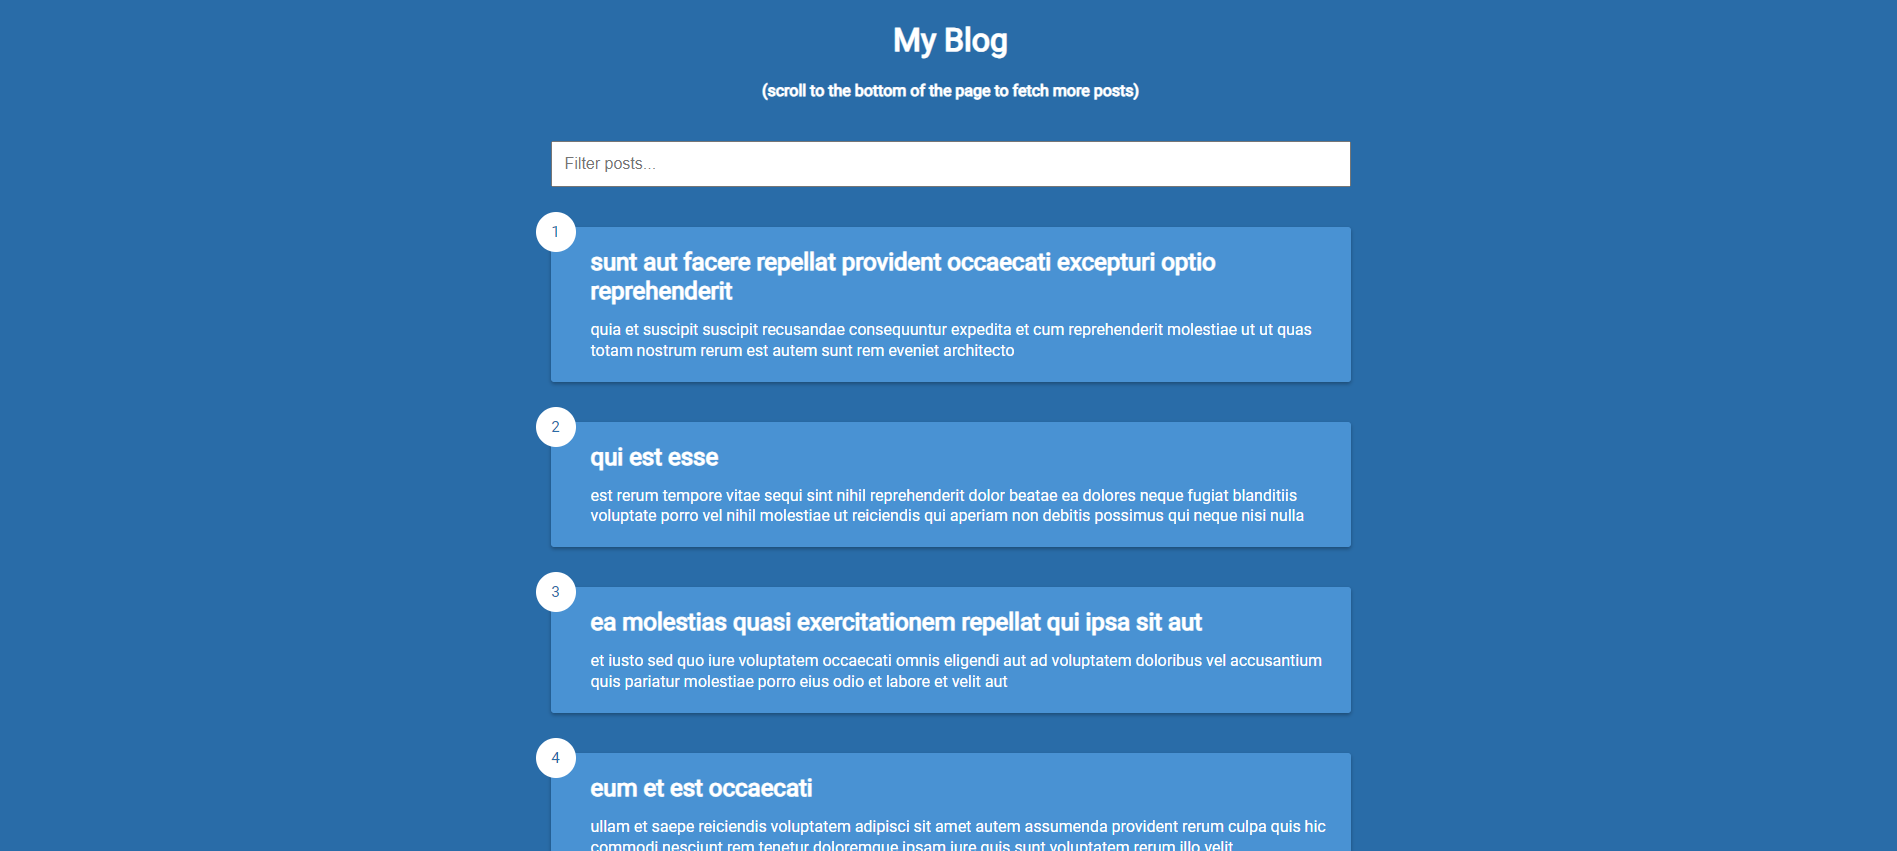 My Blog
(scroll to the bottom of the page to fetch more posts)
Filter posts...
1
sunt aut facere repellat provident occaecati excepturi optio
reprehenderit
quia et suscipit suscipit recusandae consequuntur expedita et cum reprehenderit molestiae ut ut quas
totam nostrum rerum est autem sunt rem eveniet architecto
2
qui est esse
est rerum tempore vitae sequi sint nihil reprehenderit dolor beatae ea dolores neque fugiat blanditiis
voluptate porro vel nihil molestiae ut reiciendis qui aperiam non debitis possimus qui neque nisi nulla
3
ea molestias quasi exercitationem repellat qui ipsa sit aut
et iusto sed quo iure voluptatem occaecati omnis eligendi aut ad voluptatem doloribus vel accusantium
quis pariatur molestiae porro eius odio et labore et velit aut
4
eum et est occaecati
ullam et saepe reiciendis voluptatem adipisci sit amet autem assumenda provident rerum culpa quis hic
commodi nesciunt rem tenetur doloremque ipsam iure quis sunt voluptatem rerum illo velit